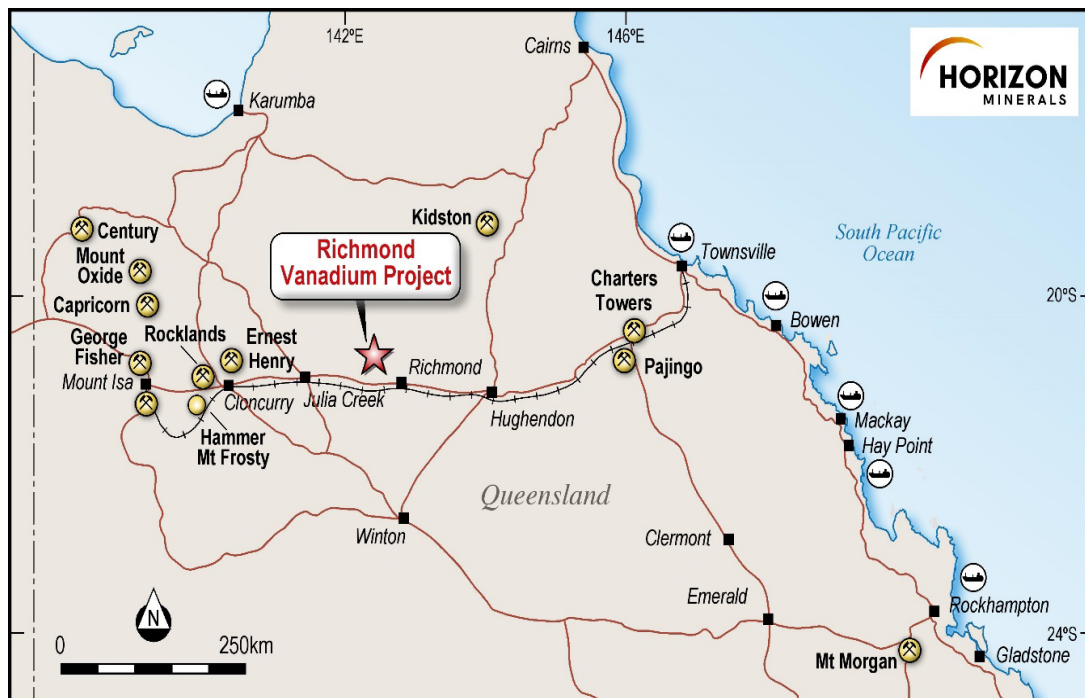 142ºE
146ºE
Cairns
HORIZON
MINERALS
Karumba
Century
Mount
Oxide
Capricorn
Kidston
Richmond
Vanadium Project
Townsville
South Pacific
Ocean
Charters
Towers
20ºS
Bowen
George
Fisher
Rocklands
Ernest
Henry
Mount Isa
Cloncurry
Julia Creek
Richmond
Hughendon
Pajingo
Hammer
Mt Frosty
Mackay
Hay Point
Queensland
Winton
Clermont
Emerald
Rockhampton
N
0
250km
24ºS
Mt Morgan
Gladstone